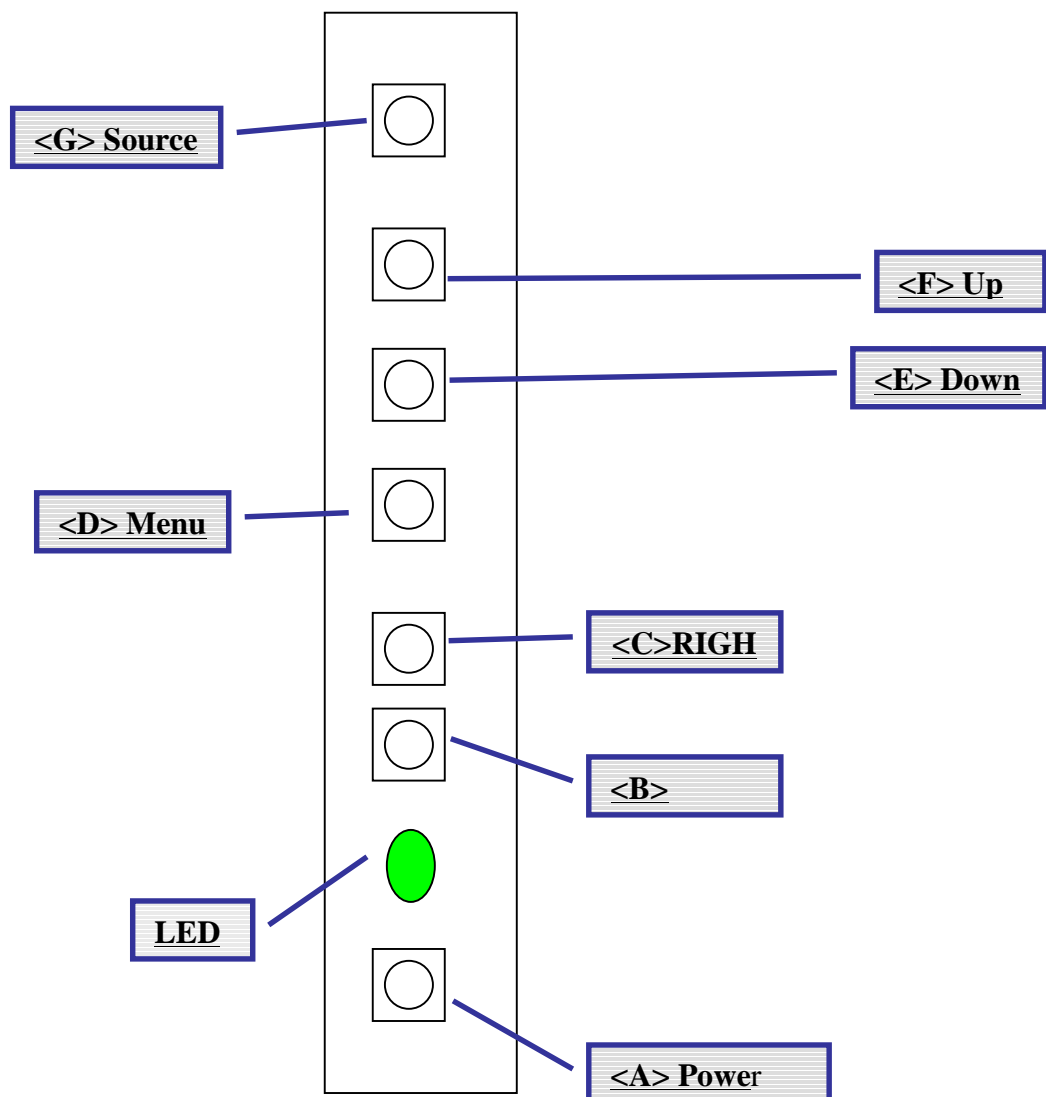 <G> Source
<F> Up
<E> Down
<D> Menu
<C>RIGH
<B>
LED
<A> Power